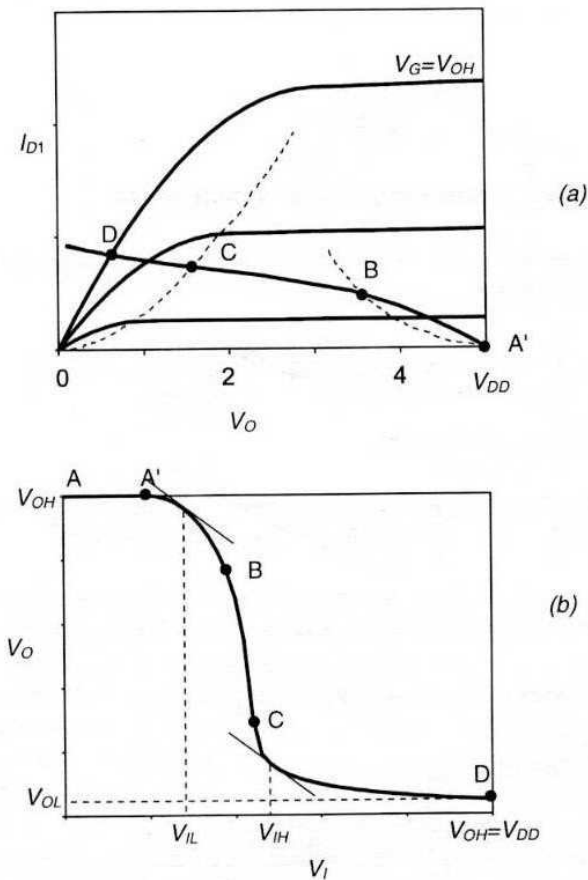 V_G=V_OH
I_D1
(a)
D
C
B
A'
0
2
4
V_DD
V_O
A
A'
V_OH
B
(b)
V_O
C
D
V_OL
V_IL
V_IH
V_OH=V_DD
V_I